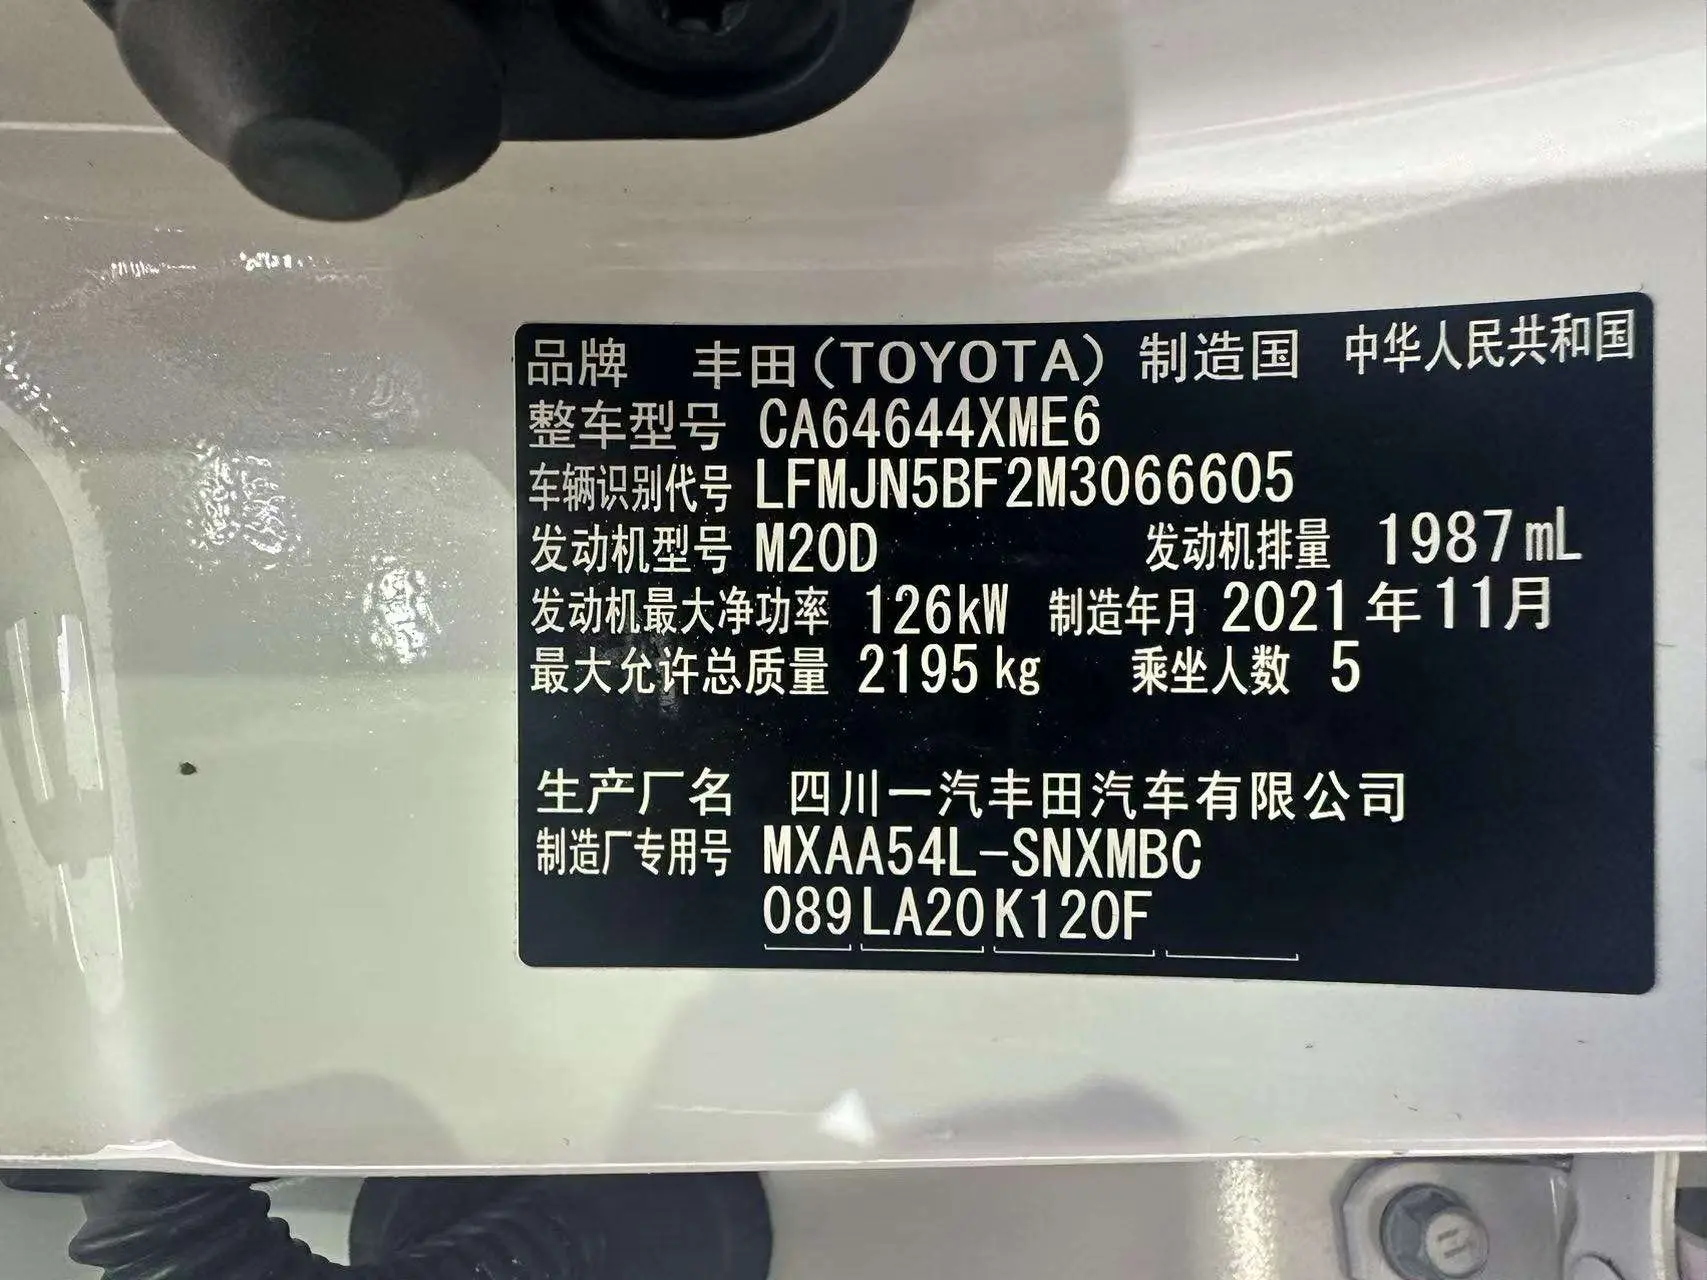 品牌 丰田(TOYOTA) 制造国 中华人民共和国
整车型号 CA64644XME6
车辆识别代号 LFMJN5BF2M3066605
发动机型号 M20D 发动机排量 1987mL
发动机最大净功率 126kW 制造年月 2021年11月
最大允许总质量 2195kg 乘坐人数 5
生产厂名 四川一汽丰田汽车有限公司
制造厂专用号 MXAA54L-SNXMBC
089 LA20 K120F